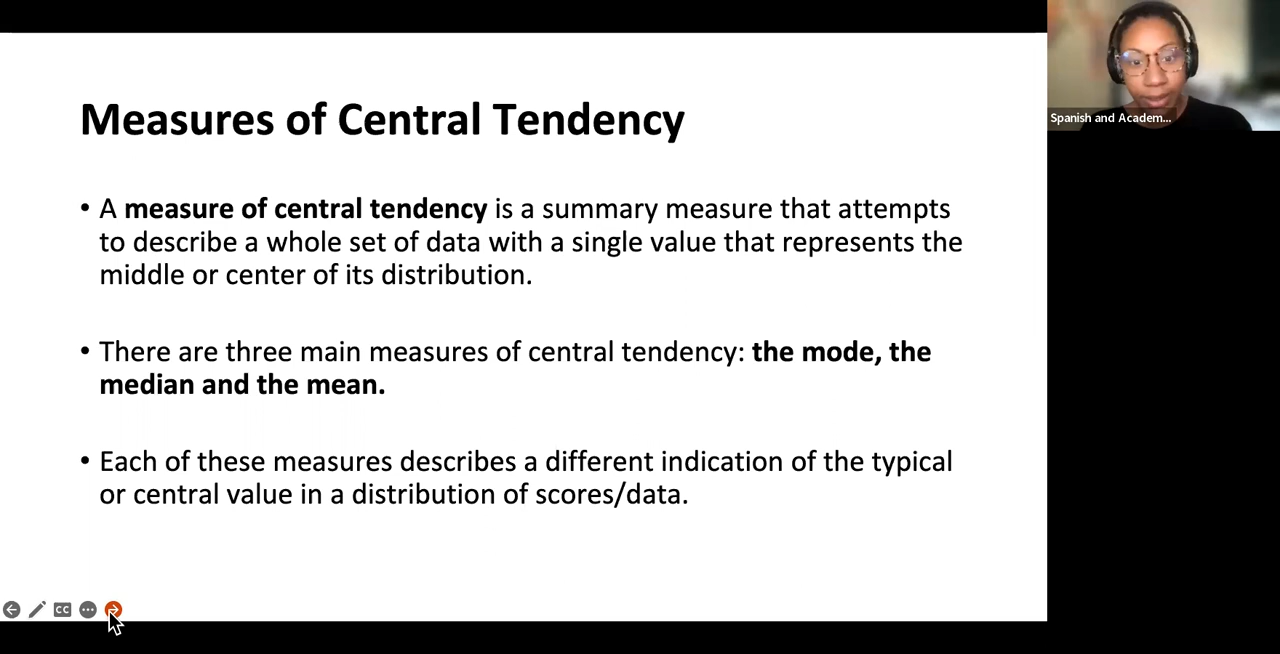 Measures of Central Tendency
• A measure of central tendency is a summary measure that attempts
to describe a whole set of data with a single value that represents the
middle or center of its distribution.
• There are three main measures of central tendency: the mode, the
median and the mean.
• Each of these measures describes a different indication of the typical
or central value in a distribution of scores/data.
CC
Spanish and Academ...